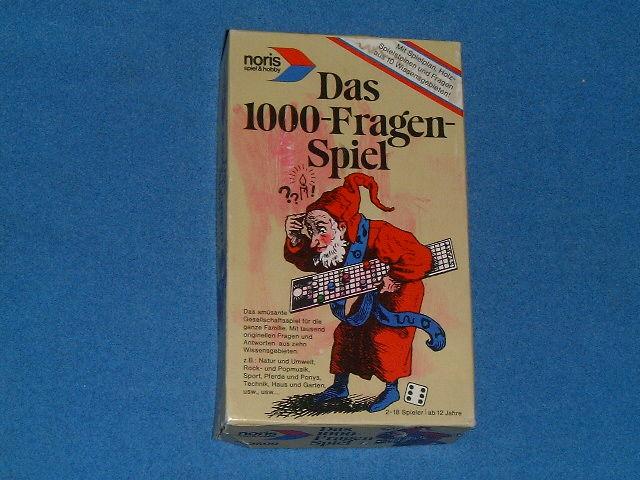 noris
spiel & hobby
Mit Spielplan, Holz-
Spielsteinen und Fragen
aus 10 Wissensgebieten!
Das
1000-Fragen-
Spiel
???!
Das amüsante
Gesellschaftsspiel für die
ganze Familie. Mit tausend
originellen Fragen und
Antworten aus zehn
Wissensgebieten.
z.B.: Natur und Umwelt,
Rock- und Popmusik,
Sport, Pferde und Ponys,
Technik, Haus und Garten,
usw., usw...
2-18 Spieler / ab 12 Jahre
noris
Das
1000-
Fragen-
Spiel